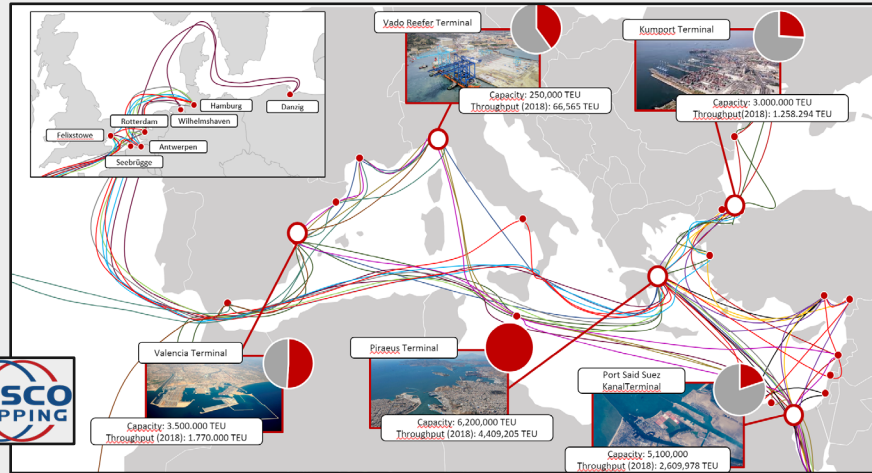 Vado Reefer Terminal
Capacity: 250,000 TEU
Throughput (2018): 66,565 TEU
Kumport Terminal
Capacity: 3.000.000 TEU
Throughput(2018): 1.258.294 TEU
Hamburg
Danzig
Rotterdam
Wilhelmshaven
Felixstowe
Antwerpen
Seebrügge
Valencia Terminal
Capacity: 3.500.000 TEU
Throughput (2018): 1.770.000 TEU
Piraeus Terminal
Capacity: 6,200,000 TEU
Throughput (2018): 4,409,205 TEU
Port Said Suez
KanalTerminal
Capacity: 5,100,000
Throughput (2018): 2,609,978 TEU
SCO
PPING